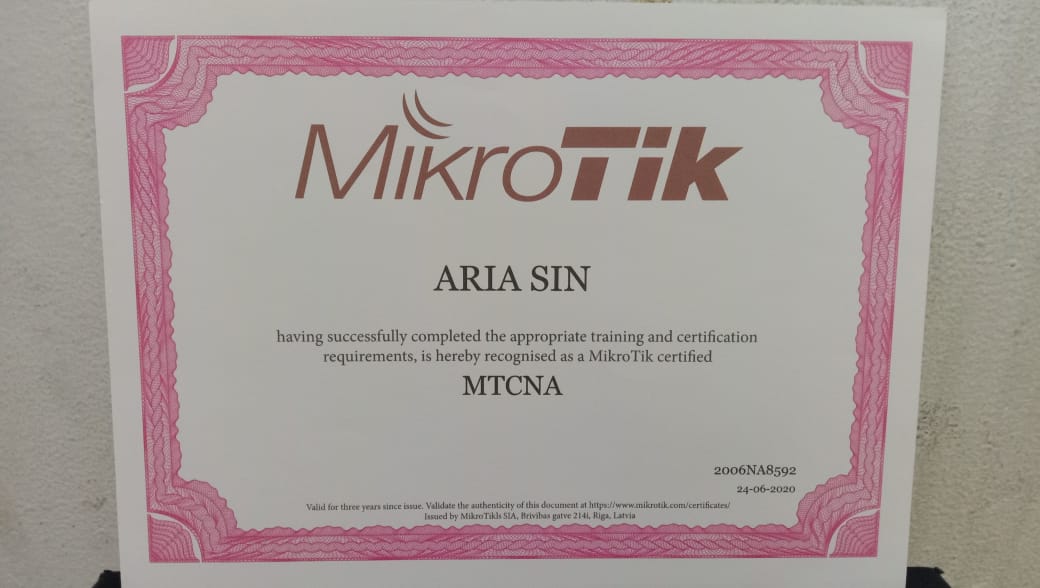 MikroTik
ARIA SIN
having successfully completed the appropriate training and certification
requirements, is hereby recognised as a MikroTik certified
MTCNA
2006NA8592
24-06-2020
Valid for three years since issue. Validate the authenticity of this document at https://www.mikrotik.com/certificates/
Issued by MikroTikls SIA, Brivibas gatve 214i, Riga, Latvia